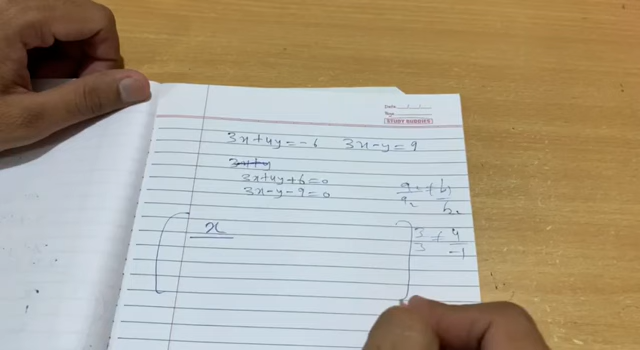 Date
Page
STUDY BUDDIES
3x+4y=-6 3x-y=9
3x+y
3x+4y+6=0
3x-y-9=0
a₁/a₂ ≠ b₁/b₂
x
3/3 ≠ 4/-1